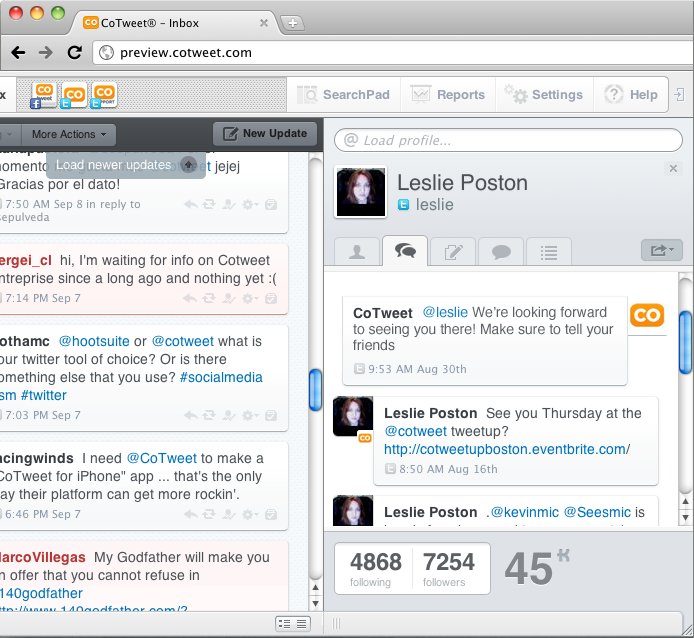 CoTweet® – Inbox
preview.cotweet.com
SearchPad
Reports
Settings
Help
More Actions
New Update
Load newer updates
momento
jejej
Gracias por el dato!
7:50 AM Sep 8 in reply to
sepulveda
ergei_cl hi, I'm waiting for info on Cotweet
ntreprise since a long ago and nothing yet :(
7:14 PM Sep 7
othamc @hootsuite or @cotweet what is
our twitter tool of choice? Or is there
omething else that you use? #socialmedia
sm #twitter
7:03 PM Sep 7
acingwinds I need @CoTweet to make a
CoTweet for iPhone" app ... that's the only
ay their platform can get more rockin'.
6:46 PM Sep 7
MarcoVillegas My Godfather will make you
n offer that you cannot refuse in
140godfather
ttp://www.140godfather.com/?
@ Load profile...
Leslie Poston
leslie
CoTweet @leslie We're looking forward
to seeing you there! Make sure to tell your
friends
9:53 AM Aug 30th
CO
Leslie Poston See you Thursday at the
@cotweet tweetup?
http://cotweetupboston.eventbrite.com/
8:50 AM Aug 16th
Leslie Poston .@kevinmic @Seesmic is
4868 7254 45 K
following followers